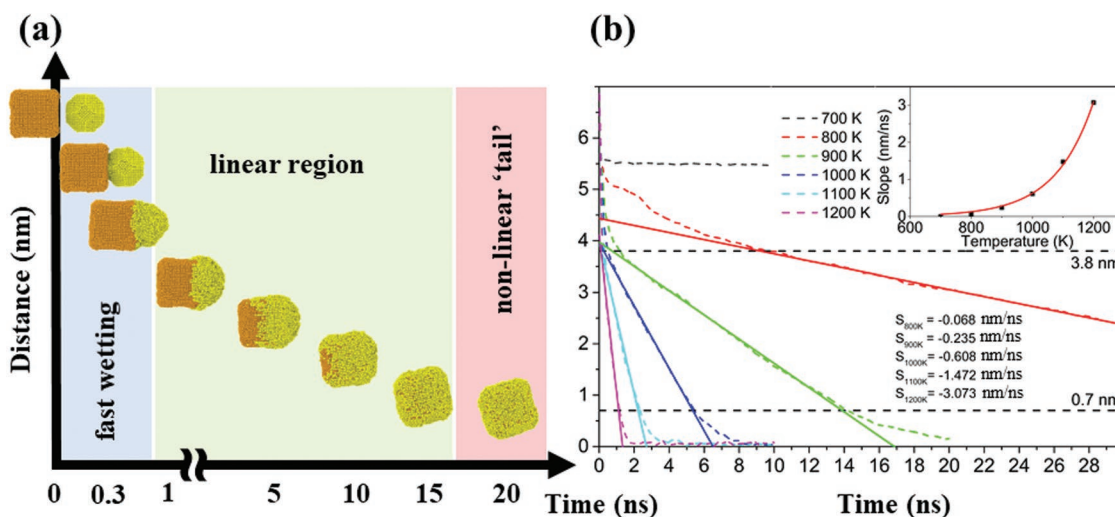 (a)
Distance (nm)
fast wetting
linear region
non-linear ‘tail’
0 0.3 1 5 10 15 20
Time (ns)
(b)
7
6
5
4
3
2
1
0
700 K
800 K
900 K
1000 K
1100 K
1200 K
Slope (nm/ns)
3
2
1
0
600 800 1000 1200
Temperature (K)
3.8 nm
S800K = -0.068 nm/ns
S900K = -0.235 nm/ns
S1000K = -0.608 nm/ns
S1100K = -1.472 nm/ns
S1200K = -3.073 nm/ns
0.7 nm
0 2 4 6 8 10 12 14 16 18 20 22 24 26 28
Time (ns)